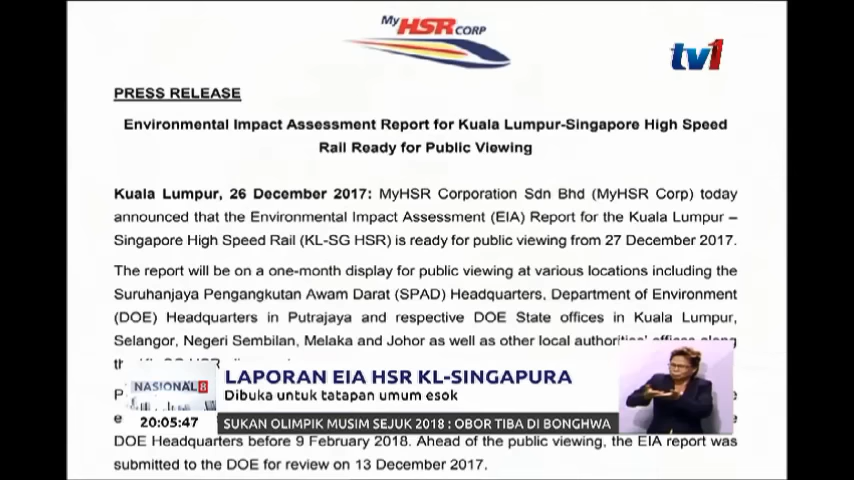 My HSR CORP
tv1
PRESS RELEASE
Environmental Impact Assessment Report for Kuala Lumpur-Singapore High Speed
Rail Ready for Public Viewing
Kuala Lumpur, 26 December 2017: MyHSR Corporation Sdn Bhd (MyHSR Corp) today
announced that the Environmental Impact Assessment (EIA) Report for the Kuala Lumpur –
Singapore High Speed Rail (KL-SG HSR) is ready for public viewing from 27 December 2017.
The report will be on a one-month display for public viewing at various locations including the
Suruhanjaya Pengangkutan Awam Darat (SPAD) Headquarters, Department of Environment
(DOE) Headquarters in Putrajaya and respective DOE State offices in Kuala Lumpur,
Selangor, Negeri Sembilan, Melaka and Johor as well as other local authorities' offices along
NASIONAL 8
LAPORAN EIA HSR KL-SINGAPURA
Dibuka untuk tatapan umum esok
20:05:47
SUKAN OLIMPIK MUSIM SEJUK 2018 : OBOR TIBA DI BONGHWA
DOE Headquarters before 9 February 2018. Ahead of the public viewing, the EIA report was
submitted to the DOE for review on 13 December 2017.